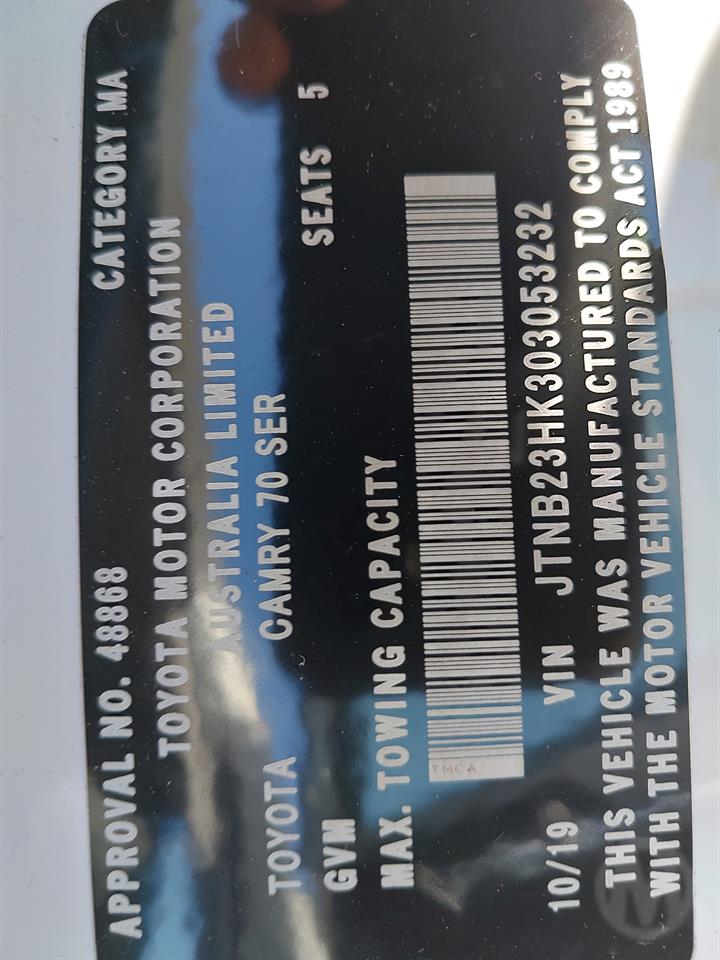 APPROVAL NO. 48868 CATEGORY MA
TOYOTA MOTOR CORPORATION
AUSTRALIA LIMITED
TOYOTA CAMRY 70 SER
GVM SEATS 5
MAX. TOWING CAPACITY
TMCA
10/19 VIN JTNB23HK303053232
THIS VEHICLE WAS MANUFACTURED TO COMPLY
WITH THE MOTOR VEHICLE STANDARDS ACT 1989
M